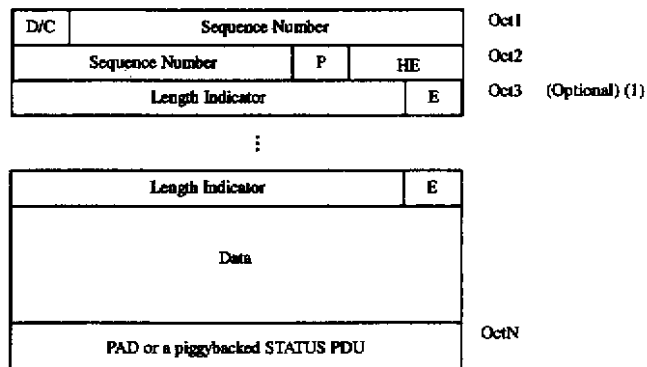 D/C Sequence Number Oct1
Sequence Number P HE Oct2
Length Indicator E Oct3 (Optional) (1)
⋮
Length Indicator E
Data
PAD or a piggybacked STATUS PDU OctN